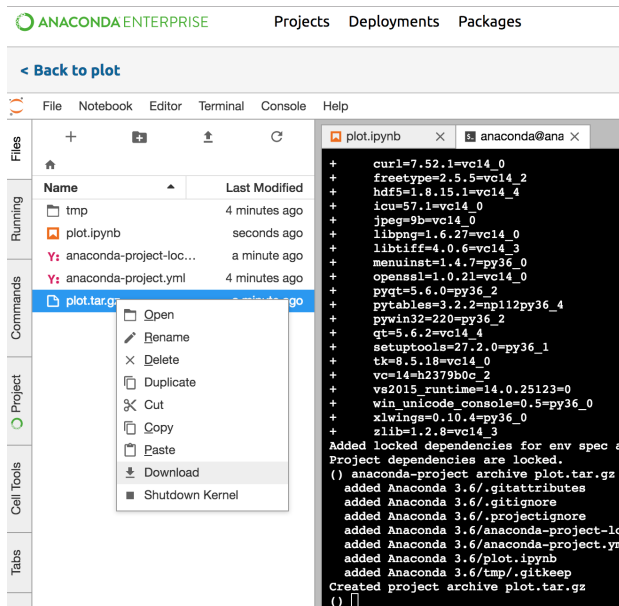 ANACONDA ENTERPRISE
Projects Deployments Packages
< Back to plot
File Notebook Editor Terminal Console Help
Files
Running
Commands
Project
Cell Tools
Tabs
Name Last Modified
tmp 4 minutes ago
plot.ipynb seconds ago
Y: anaconda-project-loc... a minute ago
Y: anaconda-project.yml 4 minutes ago
plot.tar.gz a minute ago
Open
Rename
Delete
Duplicate
Cut
Copy
Paste
Download
Shutdown Kernel
plot.ipynb × anaconda@ana ×
+ curl=7.52.1=vc14_0
+ freetype=2.5.5=vc14_2
+ hdf5=1.8.15.1=vc14_4
+ icu=57.1=vc14_0
+ jpeg=9b=vc14_0
+ libpng=1.6.27=vc14_0
+ libtiff=4.0.6=vc14_3
+ menuinst=1.4.7=py36_0
+ openssl=1.0.2l=vc14_0
+ pyqt=5.6.0=py36_2
+ pytables=3.2.2=np112py36_4
+ pywin32=220=py36_2
+ qt=5.6.2=vc14_4
+ setuptools=27.2.0=py36_1
+ tk=8.5.18=vc14_0
+ vc=14=h2379b0c_2
+ vs2015_runtime=14.0.25123=0
+ win_unicode_console=0.5=py36_0
+ xlwings=0.10.4=py36_0
+ zlib=1.2.8=vc14_3
Added locked dependencies for env spec a
Project dependencies are locked.
() anaconda-project archive plot.tar.gz
added Anaconda 3.6/.gitattributes
added Anaconda 3.6/.gitignore
added Anaconda 3.6/.projectignore
added Anaconda 3.6/anaconda-project-lo
added Anaconda 3.6/anaconda-project.ym
added Anaconda 3.6/plot.ipynb
added Anaconda 3.6/tmp/.gitkeep
Created project archive plot.tar.gz
()